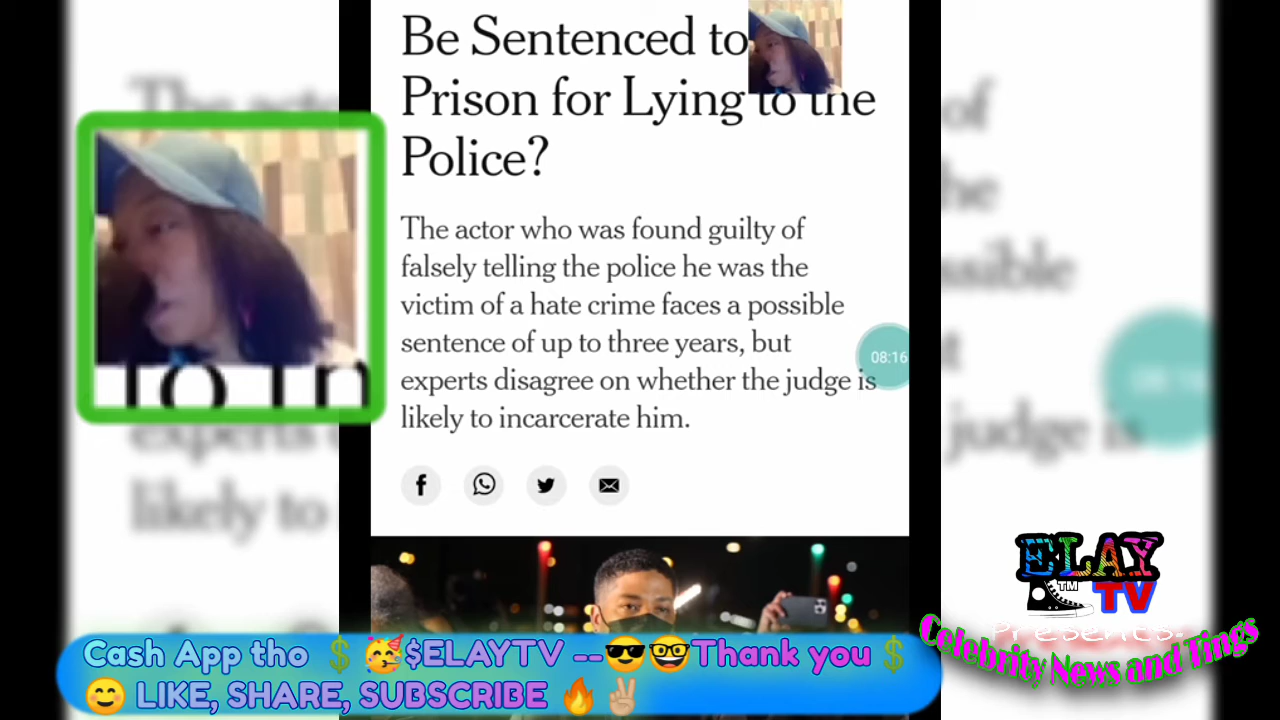 Be Sentenced to
Prison for Lying to the
Police?
The actor who was found guilty of
falsely telling the police he was the
victim of a hate crime faces a possible
sentence of up to three years, but
experts disagree on whether the judge is
likely to incarcerate him.
08:16
ELAY
TM
TV
Presents:
Celebrity News and Tings
Cash App tho 💲🥳$ELAYTV --😎🤓Thank you💲
😊 LIKE, SHARE, SUBSCRIBE 🔥✌🏼